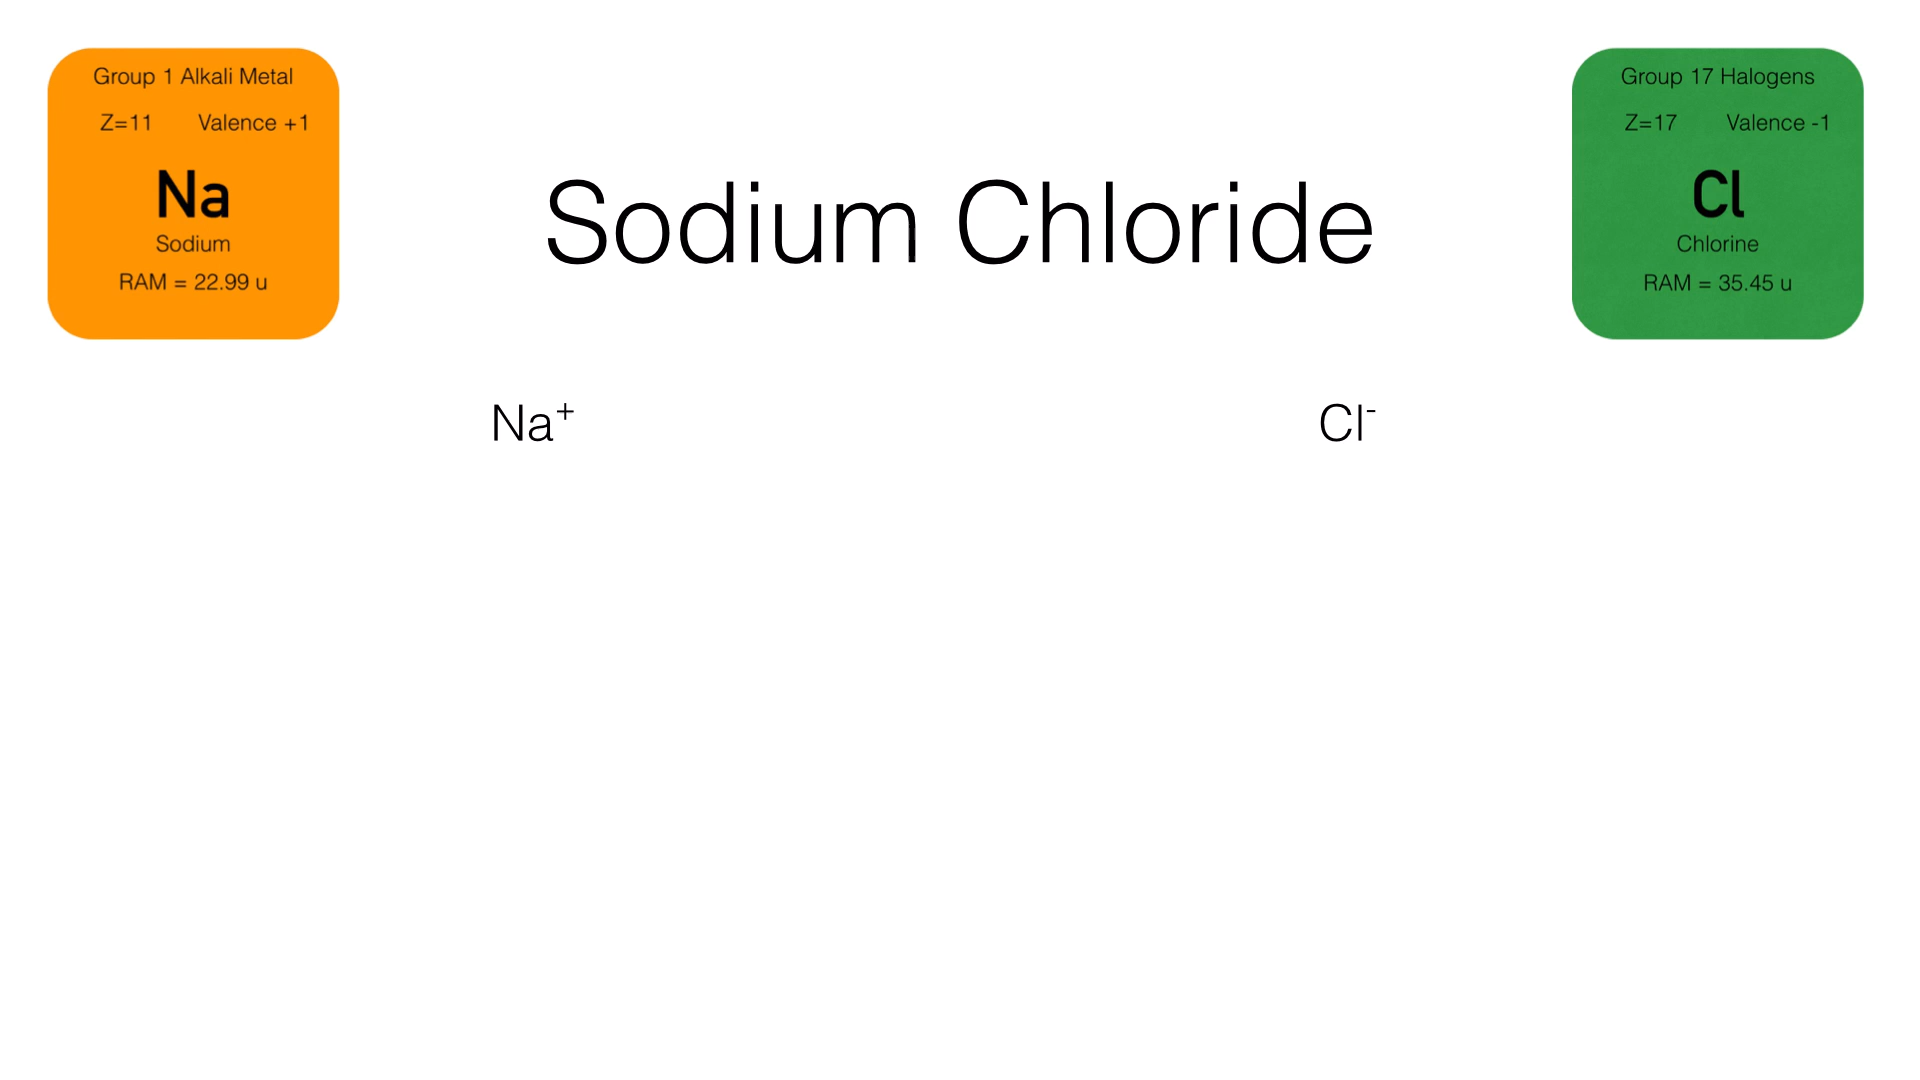 Group 1 Alkali Metal
Z=11 Valence +1
Na
Sodium
RAM = 22.99 u
Sodium Chloride
Group 17 Halogens
Z=17 Valence -1
Cl
Chlorine
RAM = 35.45 u
Na⁺
Cl⁻